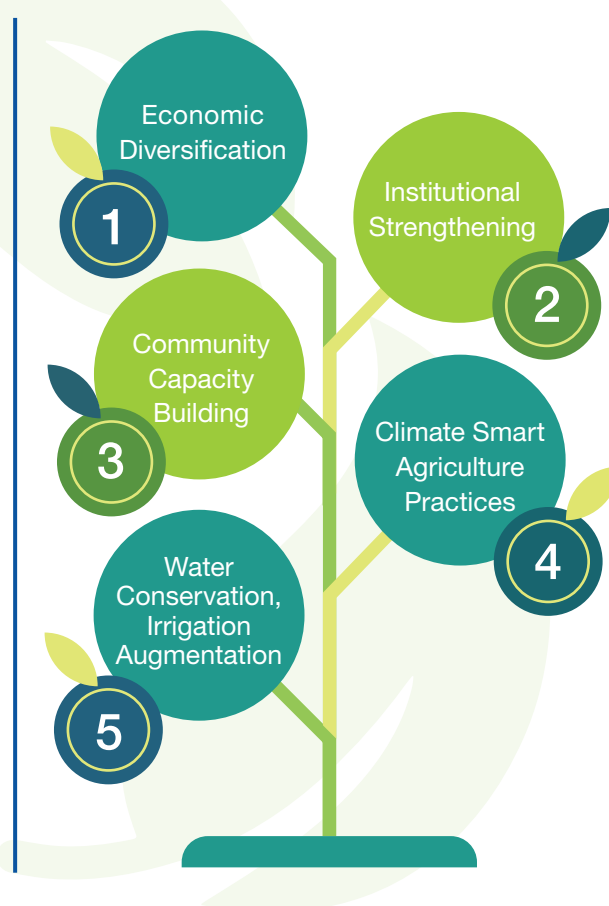 Economic
Diversification
1
Institutional
Strengthening
2
Community
Capacity
Building
3
Climate Smart
Agriculture
Practices
4
Water
Conservation,
Irrigation
Augmentation
5